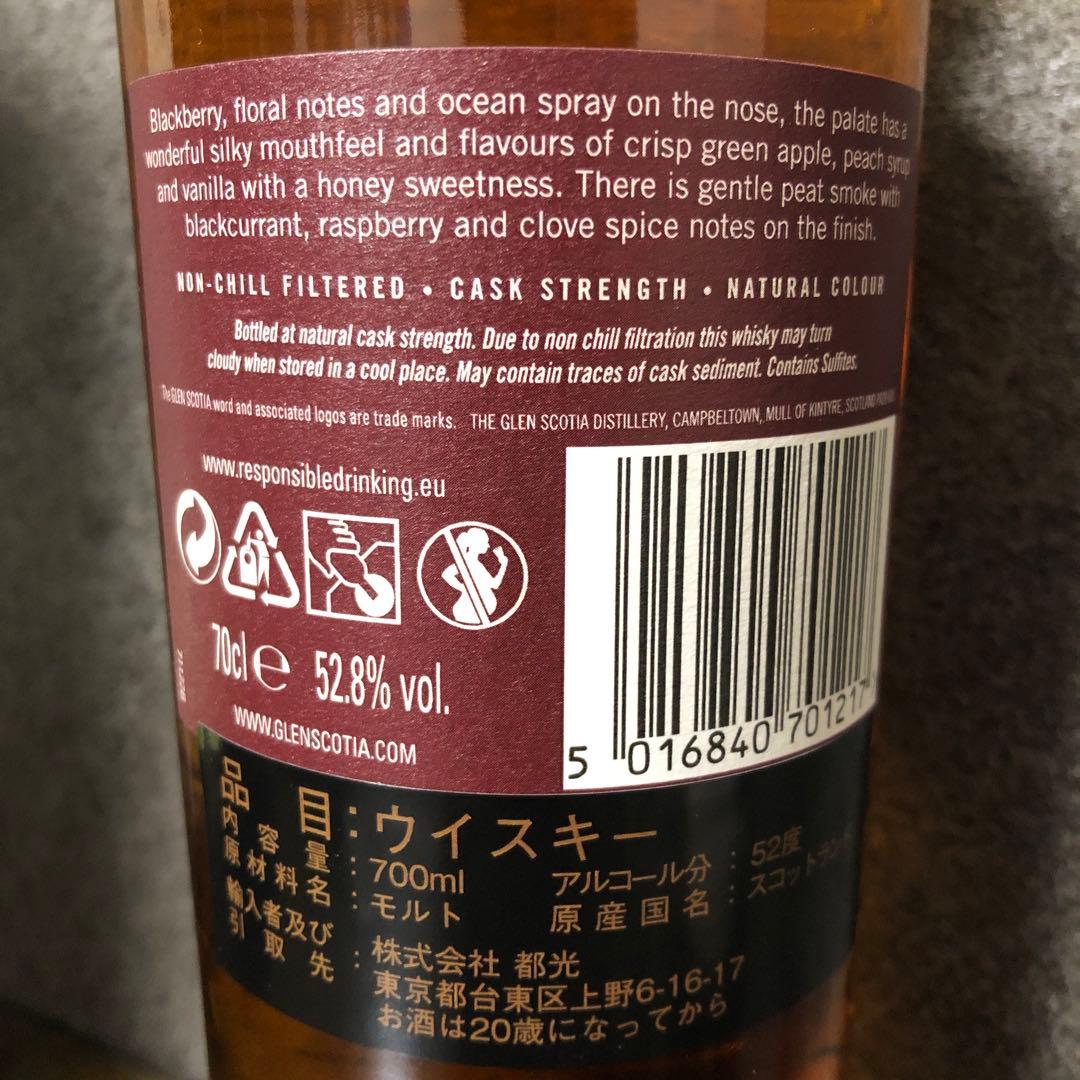 Blackberry, floral notes and ocean spray on the nose, the palate has a
wonderful silky mouthfeel and flavours of crisp green apple, peach syrup
and vanilla with a honey sweetness. There is gentle peat smoke with
blackcurrant, raspberry and clove spice notes on the finish.
NON-CHILL FILTERED • CASK STRENGTH • NATURAL COLOUR
Bottled at natural cask strength. Due to non chill filtration this whisky may turn
cloudy when stored in a cool place. May contain traces of cask sediment. Contains Sulfites.
The GLEN SCOTIA word and associated logos are trade marks. THE GLEN SCOTIA DISTILLERY, CAMPBELTOWN, MULL OF KINTYRE, SCOTLAND
www.responsibledrinking.eu
70cl e 52.8% vol.
WWW.GLENSCOTIA.COM
5 016840 701217
品目：ウイスキー
内容量：700ml アルコール分：52度
原材料名：モルト 原産国名：スコットランド
輸入者及び
引取先：株式会社 都光
東京都台東区上野6-16-17
お酒は20歳になってから